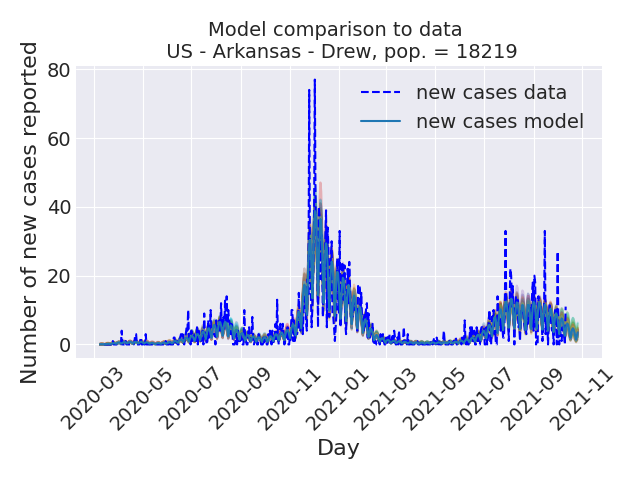 Model comparison to data
US - Arkansas - Drew, pop. = 18219
Number of new cases reported
80
60
40
20
0
new cases data
new cases model
2020-03
2020-05
2020-07
2020-09
2020-11
2021-01
2021-03
2021-05
2021-07
2021-09
2021-11
Day